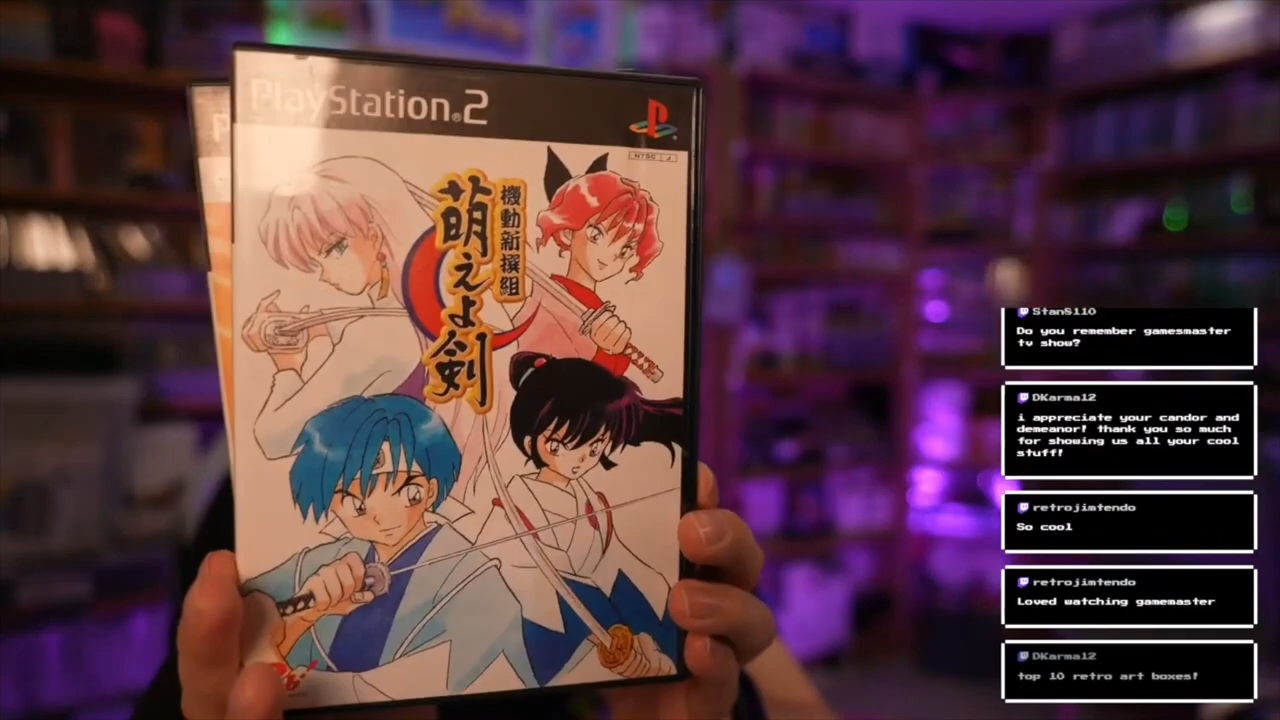 PlayStation®2
NTSC J
機動新撰組
萌えよ剣
P
Stan8110
Do you remember gamesmaster
tv show?
DKarma12
i appreciate your candor and
demeanor! thank you so much
for showing us all your cool
stuff!
retrojimtendo
So cool
retrojimtendo
Loved watching gamemaster
DKarma12
top 10 retro art boxes!